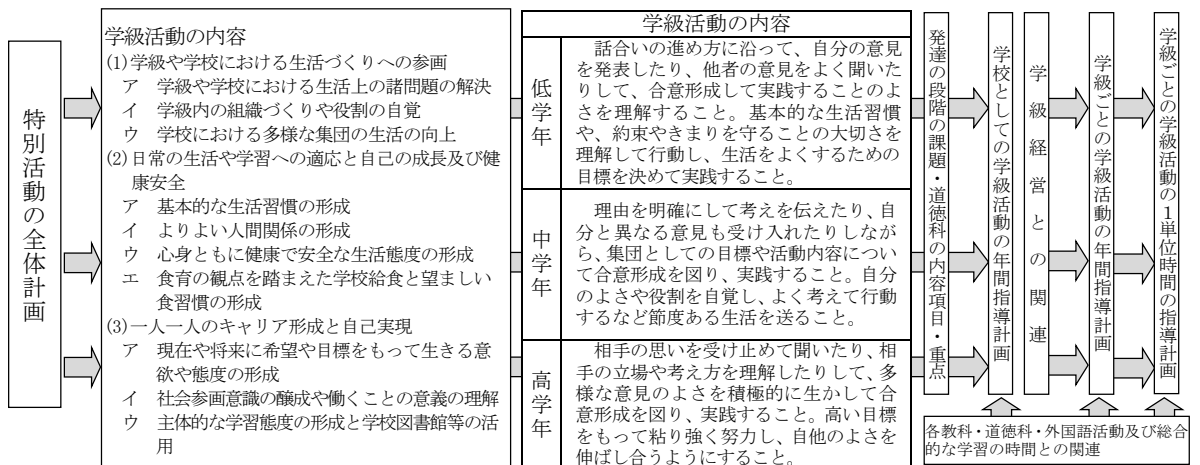 特別活動の全体計画
学級活動の内容
(1)学級や学校における生活づくりへの参画
ア　学級や学校における生活上の諸問題の解決
イ　学級内の組織づくりや役割の自覚
ウ　学校における多様な集団の生活の向上
(2)日常の生活や学習への適応と自己の成長及び健
康安全
ア　基本的な生活習慣の形成
イ　よりよい人間関係の形成
ウ　心身ともに健康で安全な生活態度の形成
エ　食育の観点を踏まえた学校給食と望ましい
食習慣の形成
(3)一人一人のキャリア形成と自己実現
ア　現在や将来に希望や目標をもって生きる意
欲や態度の形成
イ　社会参画意識の醸成や働くことの意義の理解
ウ　主体的な学習態度の形成と学校図書館等の活
用
学級活動の内容
低学年
話合いの進め方に沿って、自分の意見
を発表したり、他者の意見をよく聞いた
りして、合意形成して実践することのよ
さを理解すること。基本的な生活習慣
や、約束やきまりを守ることの大切さを
理解して行動し、生活をよくするための
目標を決めて実践すること。
中学年
理由を明確にして考えを伝えたり、自
分と異なる意見も受け入れたりしなが
ら、集団としての目標や活動内容につい
て合意形成を図り、実践すること。自分
のよさや役割を自覚し、よく考えて行動
するなど節度ある生活を送ること。
高学年
相手の思いを受け止めて聞いたり、相
手の立場や考え方を理解したりして、多
様な意見のよさを積極的に生かして合
意形成を図り、実践すること。高い目標
をもって粘り強く努力し、自他のよさを
伸ばし合うようにすること。
発達の段階の課題・道徳科の内容項目・重点
学校としての学級活動の年間指導計画
学級経営との関連
学級ごとの学級活動の年間指導計画
学級ごとの学級活動の１単位時間の指導計画
各教科・道徳科・外国語活動及び総合
的な学習の時間との関連